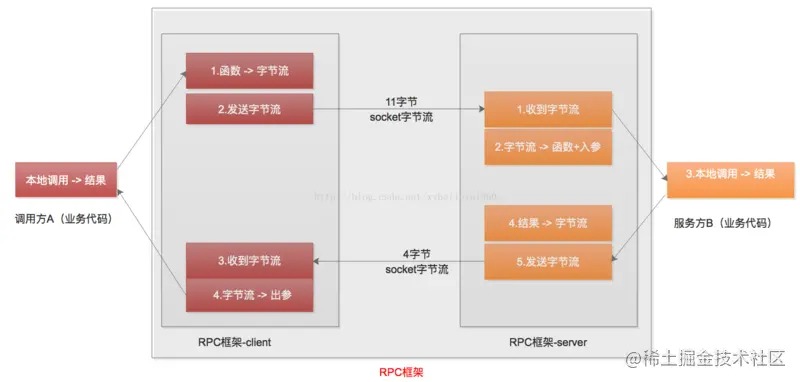 1.函数 -> 字节流
2.发送字节流
11字节
socket字节流
1.收到字节流
2.字节流 -> 函数+入参
本地调用 -> 结果
调用方A（业务代码）
3.本地调用 -> 结果
服务方B（业务代码）
4.结果 -> 字节流
5.发送字节流
4字节
socket字节流
3.收到字节流
4.字节流 -> 出参
RPC框架-client
RPC框架-server
RPC框架
@稀土掘金技术社区